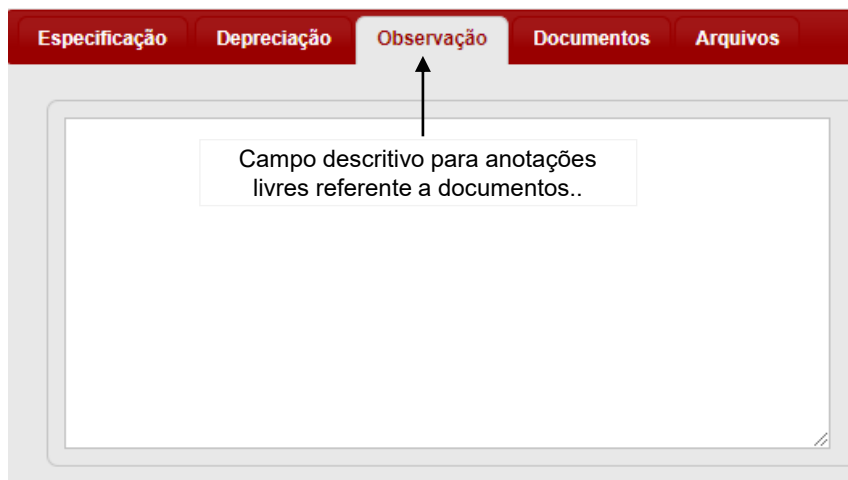 Especificação Depreciação Observação Documentos Arquivos
Campo descritivo para anotações
livres referente a documentos..